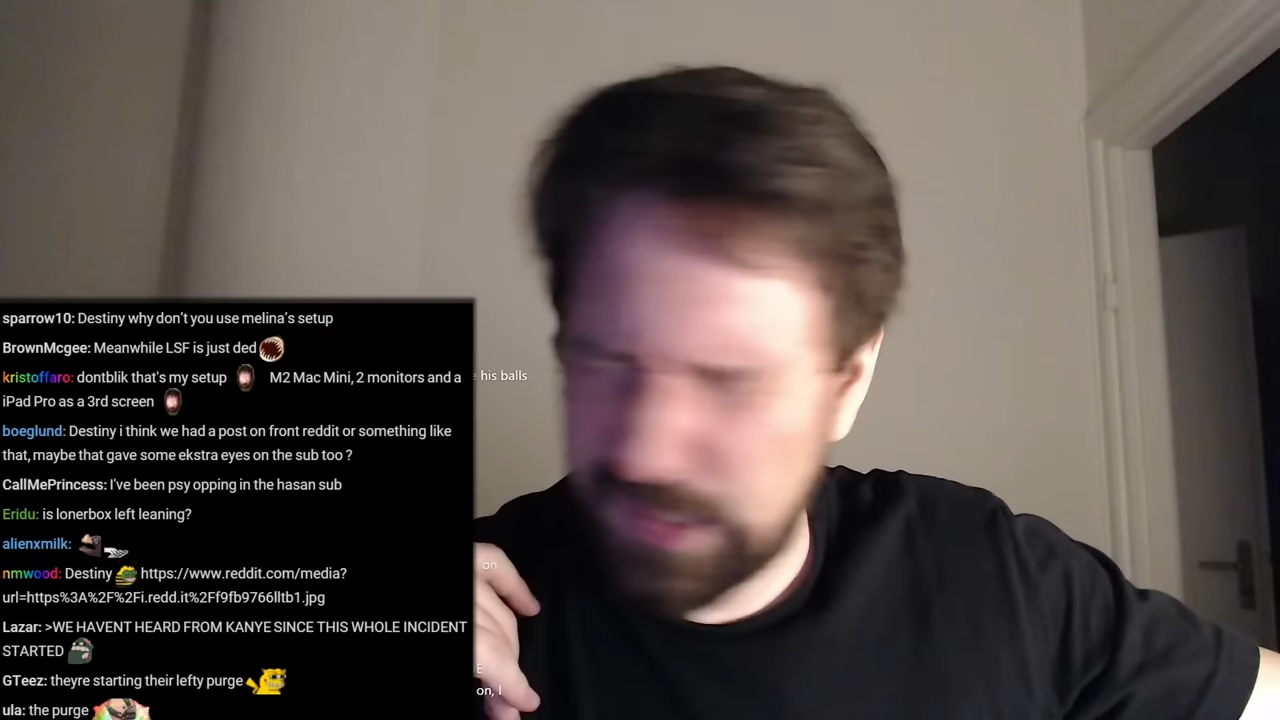 sparrow10: Destiny why don't you use melina's setup
BrownMcgee: Meanwhile LSF is just ded
kristoffaro: dontblik that's my setup M2 Mac Mini, 2 monitors and a
iPad Pro as a 3rd screen
his balls
boeglund: Destiny i think we had a post on front reddit or something like
that, maybe that gave some ekstra eyes on the sub too ?
CallMePrincess: I've been psy opping in the hasan sub
Eridu: is lonerbox left leaning?
alienxmilk:
on
nmwood: Destiny https://www.reddit.com/media?
url=https%3A%2F%2Fi.redd.it%2Ff9fb9766lltb1.jpg
Lazar: >WE HAVENT HEARD FROM KANYE SINCE THIS WHOLE INCIDENT
STARTED
GTeez: theyre starting their lefty purge
on, I
ula: the purge